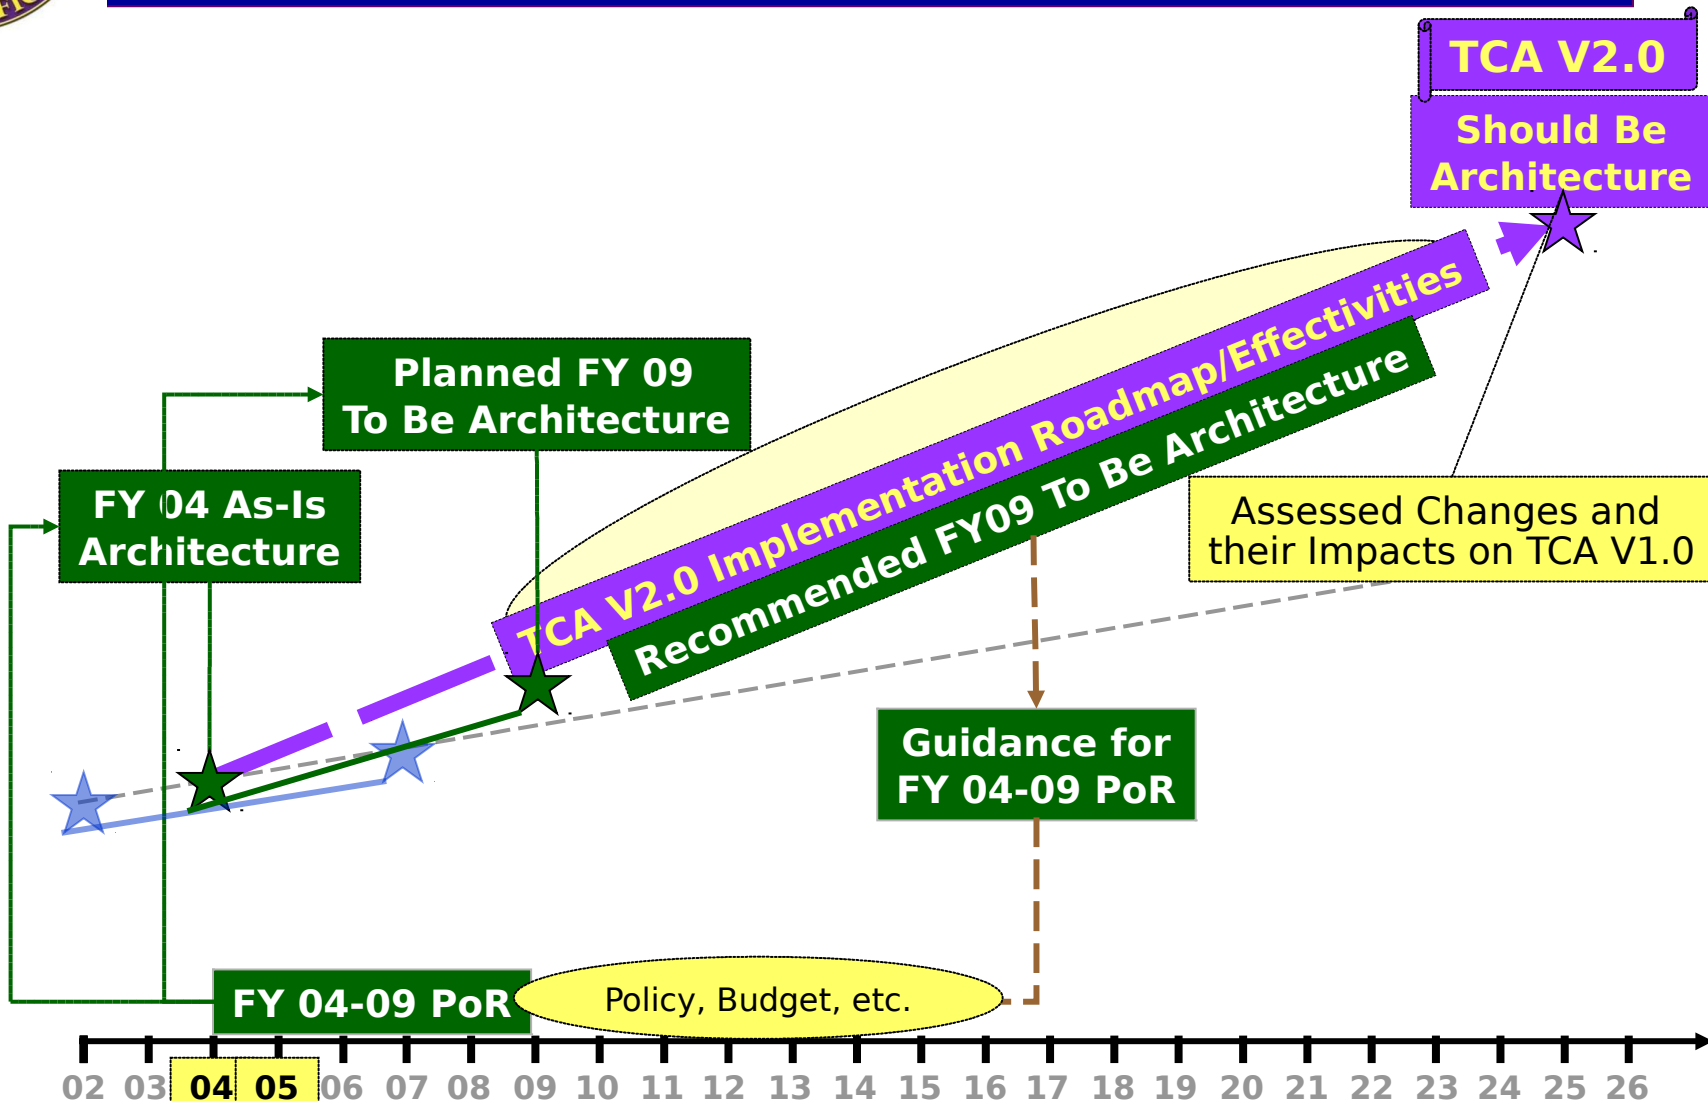 TCA V2.0
Should Be
Architecture
TCA V2.0 Implementation Roadmap/Effectivities
Recommended FY09 To Be Architecture
Planned FY 09
To Be Architecture
FY 04 As-Is
Architecture
Assessed Changes and
their Impacts on TCA V1.0
Guidance for
FY 04-09 PoR
FY 04-09 PoR
Policy, Budget, etc.
02 03 04 05 06 07 08 09 10 11 12 13 14 15 16 17 18 19 20 21 22 23 24 25 26